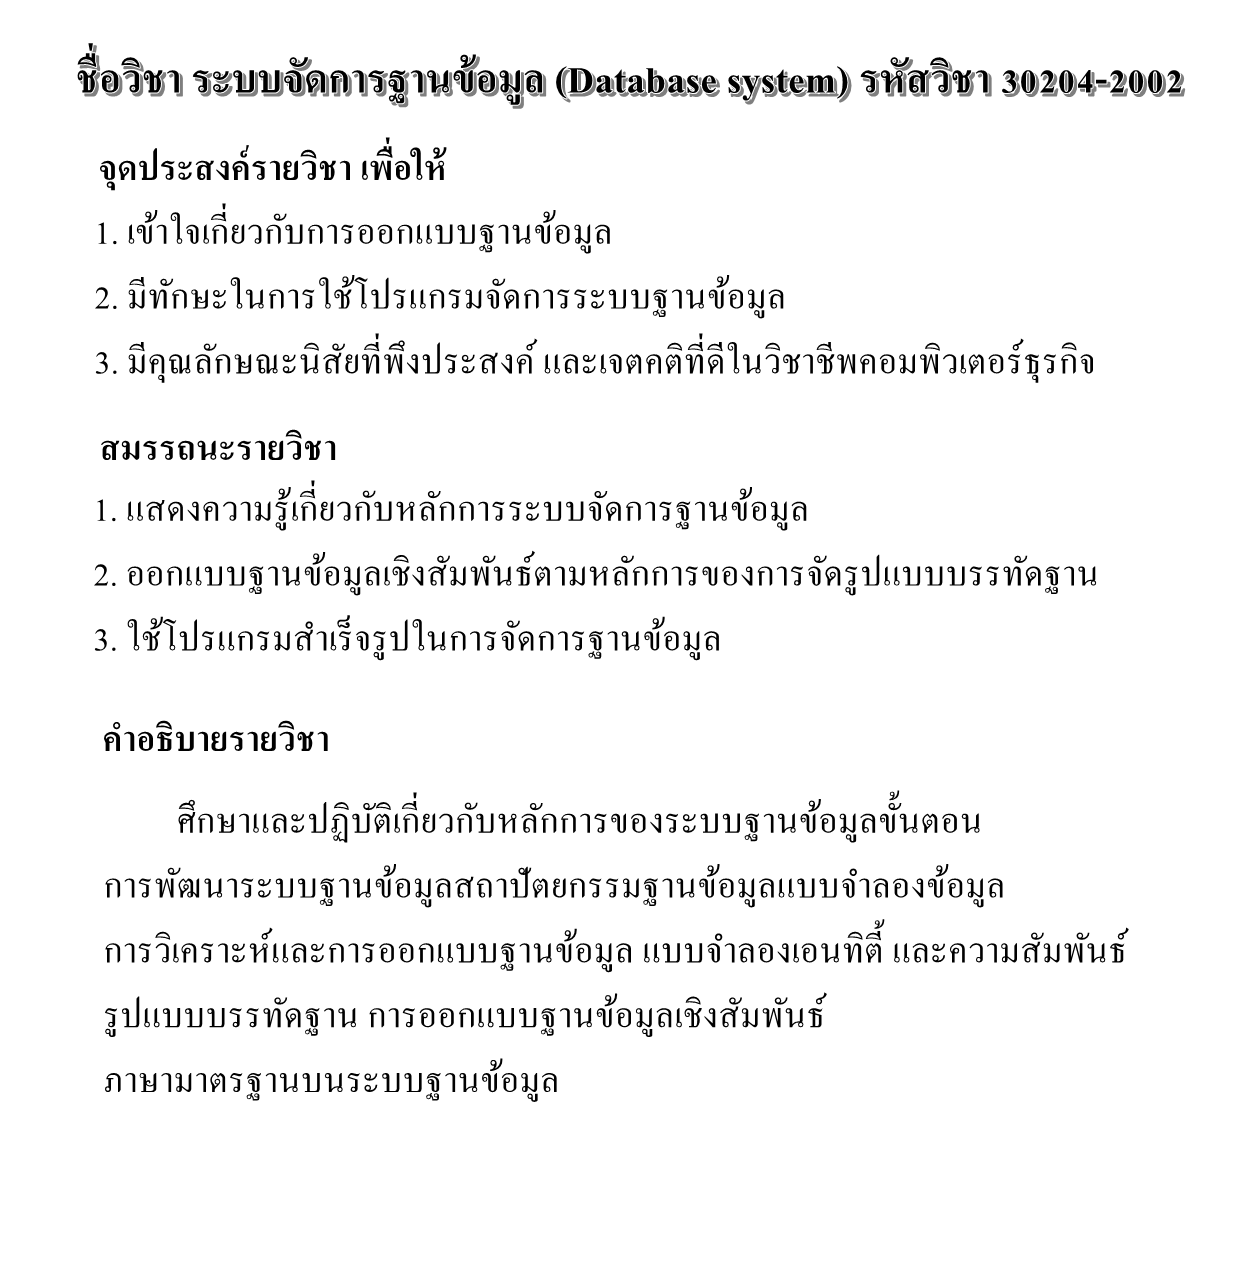 ชื่อวิชา ระบบจัดการฐานข้อมูล (Database system) รหัสวิชา 30204-2002
จุดประสงค์รายวิชา เพื่อให้
1. เข้าใจเกี่ยวกับการออกแบบฐานข้อมูล
2. มีทักษะในการใช้โปรแกรมจัดการระบบฐานข้อมูล
3. มีคุณลักษณะนิสัยที่พึงประสงค์ และเจตคติที่ดีในวิชาชีพคอมพิวเตอร์ธุรกิจ
สมรรถนะรายวิชา
1. แสดงความรู้เกี่ยวกับหลักการระบบจัดการฐานข้อมูล
2. ออกแบบฐานข้อมูลเชิงสัมพันธ์ตามหลักการของการจัดรูปแบบบรรทัดฐาน
3. ใช้โปรแกรมสำเร็จรูปในการจัดการฐานข้อมูล
คำอธิบายรายวิชา
ศึกษาและปฏิบัติเกี่ยวกับหลักการของระบบฐานข้อมูลขั้นตอน
การพัฒนาระบบฐานข้อมูลสถาปัตยกรรมฐานข้อมูลแบบจำลองข้อมูล
การวิเคราะห์และการออกแบบฐานข้อมูล แบบจำลองเอนทิตี้ และความสัมพันธ์
รูปแบบบรรทัดฐาน การออกแบบฐานข้อมูลเชิงสัมพันธ์
ภาษามาตรฐานบนระบบฐานข้อมูล